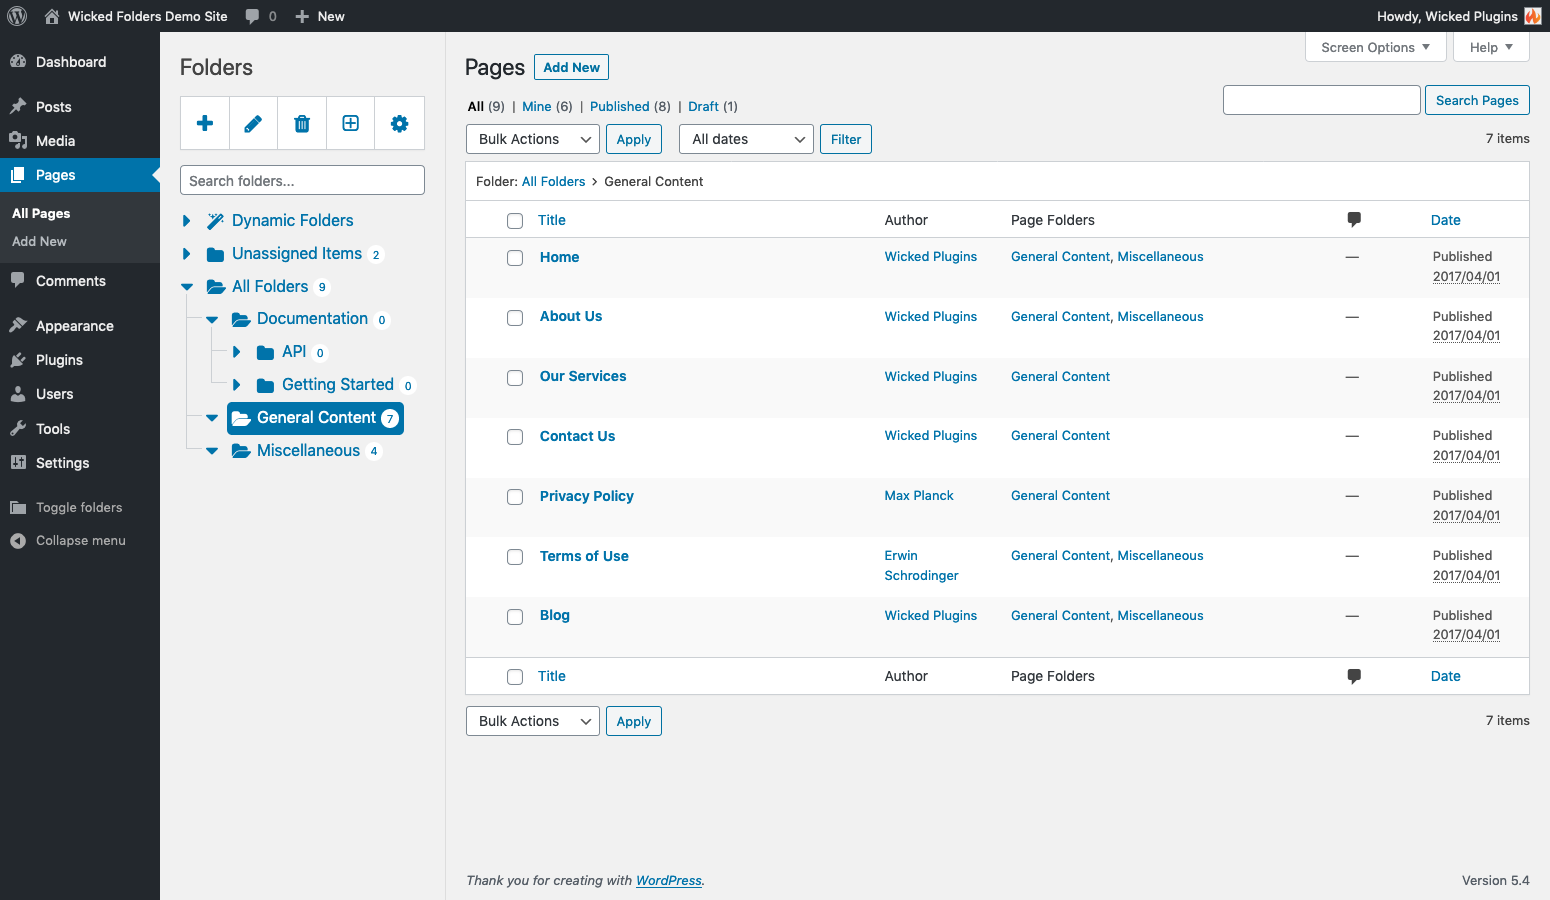 Wicked Folders Demo Site 0 New Howdy, Wicked Plugins
Dashboard
Posts
Media
Pages
All Pages
Add New
Comments
Appearance
Plugins
Users
Tools
Settings
Toggle folders
Collapse menu
Folders
Search folders...
Dynamic Folders
Unassigned Items 2
All Folders 9
Documentation 0
API 0
Getting Started 0
General Content 7
Miscellaneous 4
Screen Options Help
Pages Add New
All (9) | Mine (6) | Published (8) | Draft (1)
Search Pages
Bulk Actions Apply All dates Filter 7 items
Folder: All Folders > General Content
Title Author Page Folders Date
Home Wicked Plugins General Content, Miscellaneous — Published
2017/04/01
About Us Wicked Plugins General Content, Miscellaneous — Published
2017/04/01
Our Services Wicked Plugins General Content — Published
2017/04/01
Contact Us Wicked Plugins General Content — Published
2017/04/01
Privacy Policy Max Planck General Content — Published
2017/04/01
Terms of Use Erwin General Content, Miscellaneous — Published
Schrodinger 2017/04/01
Blog Wicked Plugins General Content, Miscellaneous — Published
2017/04/01
Title Author Page Folders Date
Bulk Actions Apply 7 items
Thank you for creating with WordPress. Version 5.4